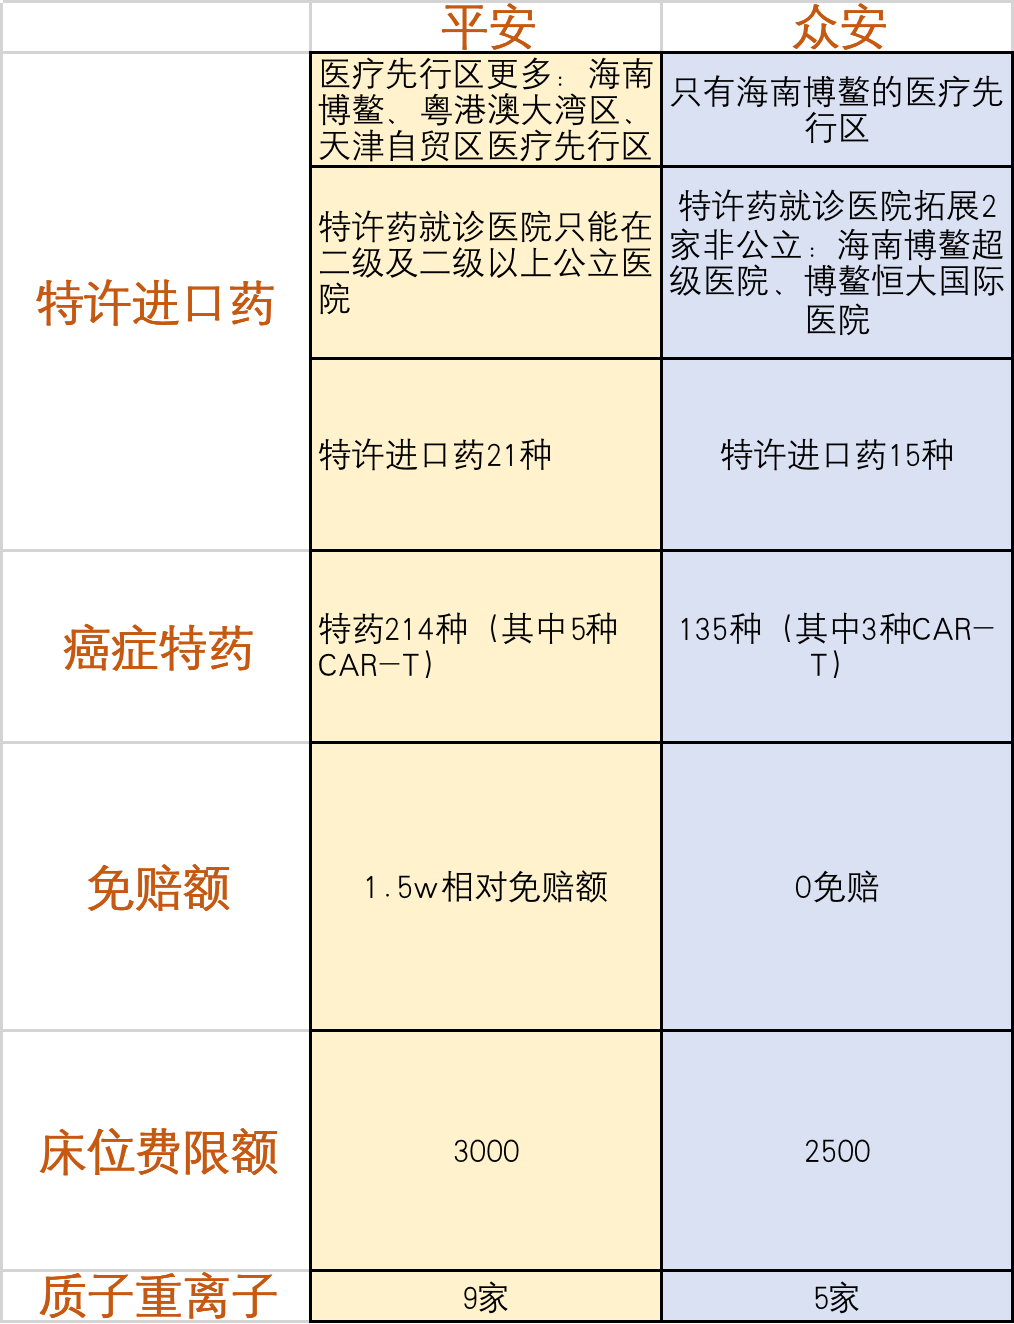 平安
众安
特许进口药
医疗先行区更多：海南
博鳌、粤港澳大湾区、
天津自贸区医疗先行区
只有海南博鳌的医疗先
行区
特许药就诊医院只能在
二级及二级以上公立医
院
特许药就诊医院拓展2
家非公立：海南博鳌超
级医院、博鳌恒大国际
医院
特许进口药21种
特许进口药15种
癌症特药
特药214种（其中5种
CAR-T）
135种（其中3种CAR-
T）
免赔额
1.5w相对免赔额
0免赔
床位费限额
3000
2500
质子重离子
9家
5家